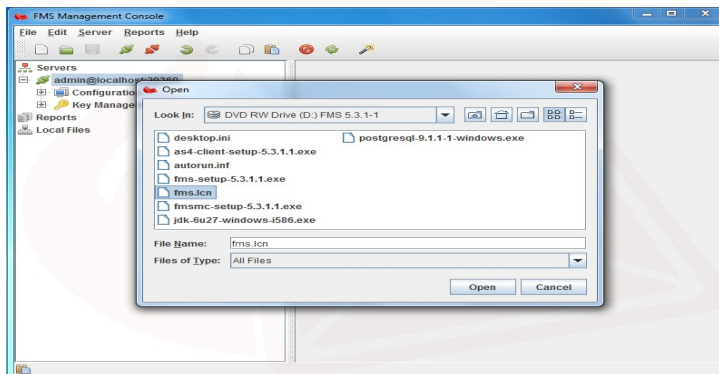 FMS Management Console
File Edit Server Reports Help
Servers
admin@localhost:20360
Configuratio
Key Manage
Reports
Local Files
Open
Look In: DVD RW Drive (D:) FMS 5.3.1-1
desktop.ini
as4-client-setup-5.3.1.1.exe
autorun.inf
fms-setup-5.3.1.1.exe
fms.lcn
fmsmc-setup-5.3.1.1.exe
jdk-6u27-windows-i586.exe
postgresql-9.1.1-1-windows.exe
File Name: fms.lcn
Files of Type: All Files
Open Cancel